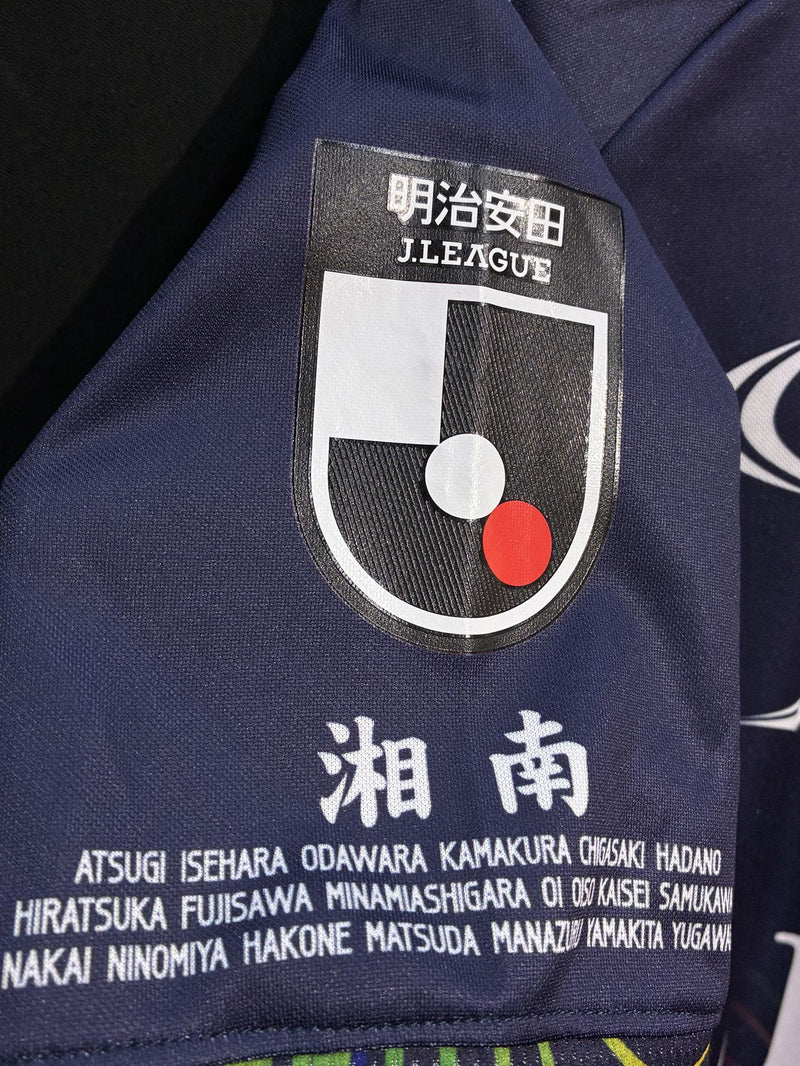 明治安田
J.LEAGUE
湘南
ATSUGI ISEHARA ODAWARA KAMAKURA CHIGASAKI HADANO
HIRATSUKA FUJISAWA MINAMIASHIGARA OI OISO KAISEI SAMUKAW
NAKAI NINOMIYA HAKONE MATSUDA MANAZURU YAMAKITA YUGAWA